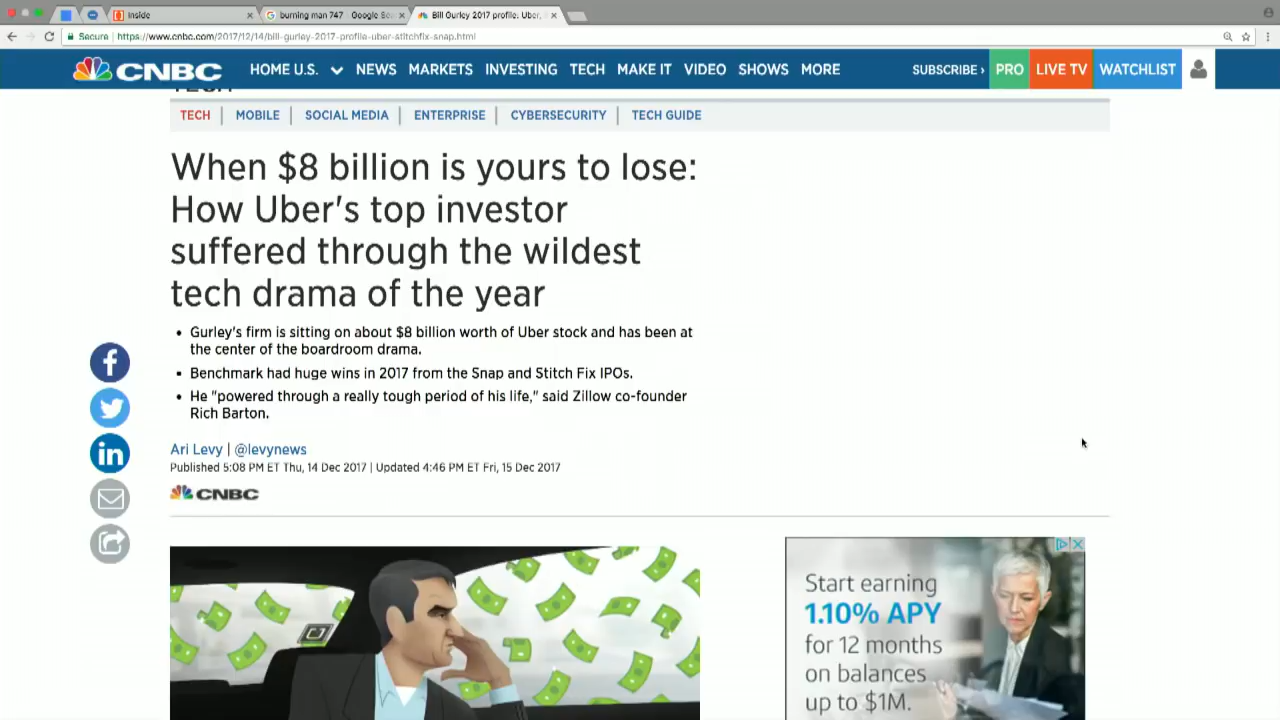 Inside
burning man 747 - Google Se
Bill Gurley 2017 profile: Uber,
Secure | https://www.cnbc.com/2017/12/14/bill-gurley-2017-profile-uber-stitchfix-snap.html
CNBC HOME U.S. NEWS MARKETS INVESTING TECH MAKE IT VIDEO SHOWS MORE SUBSCRIBE › PRO LIVE TV WATCHLIST
TECH
TECH | MOBILE | SOCIAL MEDIA | ENTERPRISE | CYBERSECURITY | TECH GUIDE
When $8 billion is yours to lose:
How Uber's top investor
suffered through the wildest
tech drama of the year
• Gurley's firm is sitting on about $8 billion worth of Uber stock and has been at
the center of the boardroom drama.
• Benchmark had huge wins in 2017 from the Snap and Stitch Fix IPOs.
• He "powered through a really tough period of his life," said Zillow co-founder
Rich Barton.
Ari Levy | @levynews
Published 5:08 PM ET Thu, 14 Dec 2017 | Updated 4:46 PM ET Fri, 15 Dec 2017
CNBC
Start earning
1.10% APY
for 12 months
on balances
up to $1M.